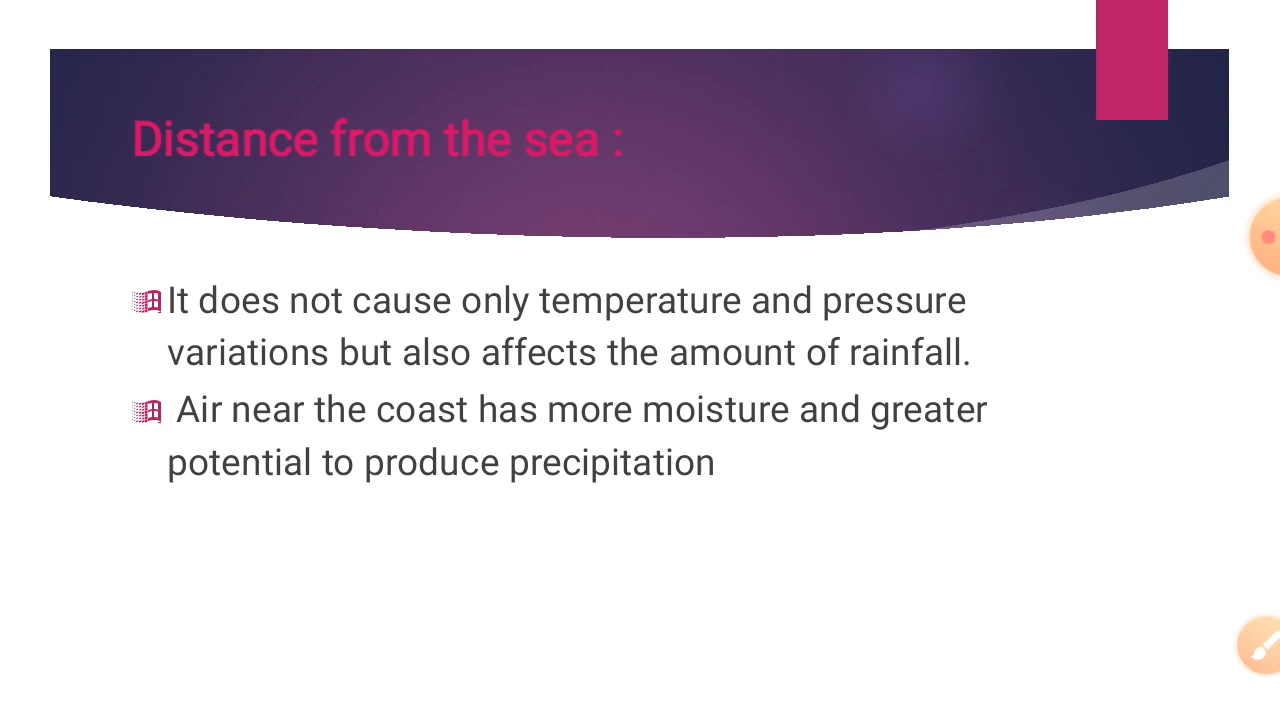 Distance from the sea :
It does not cause only temperature and pressure
variations but also affects the amount of rainfall.
Air near the coast has more moisture and greater
potential to produce precipitation